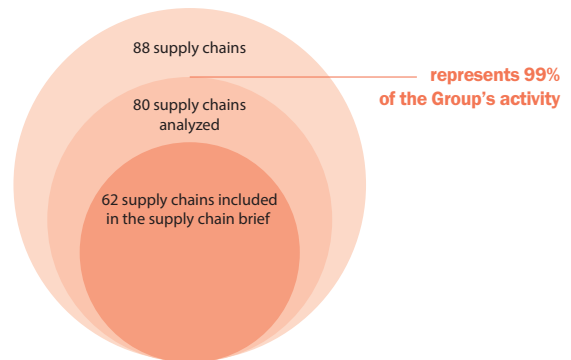 88 supply chains
represents 99%
of the Group's activity
80 supply chains
analyzed
62 supply chains included
in the supply chain brief